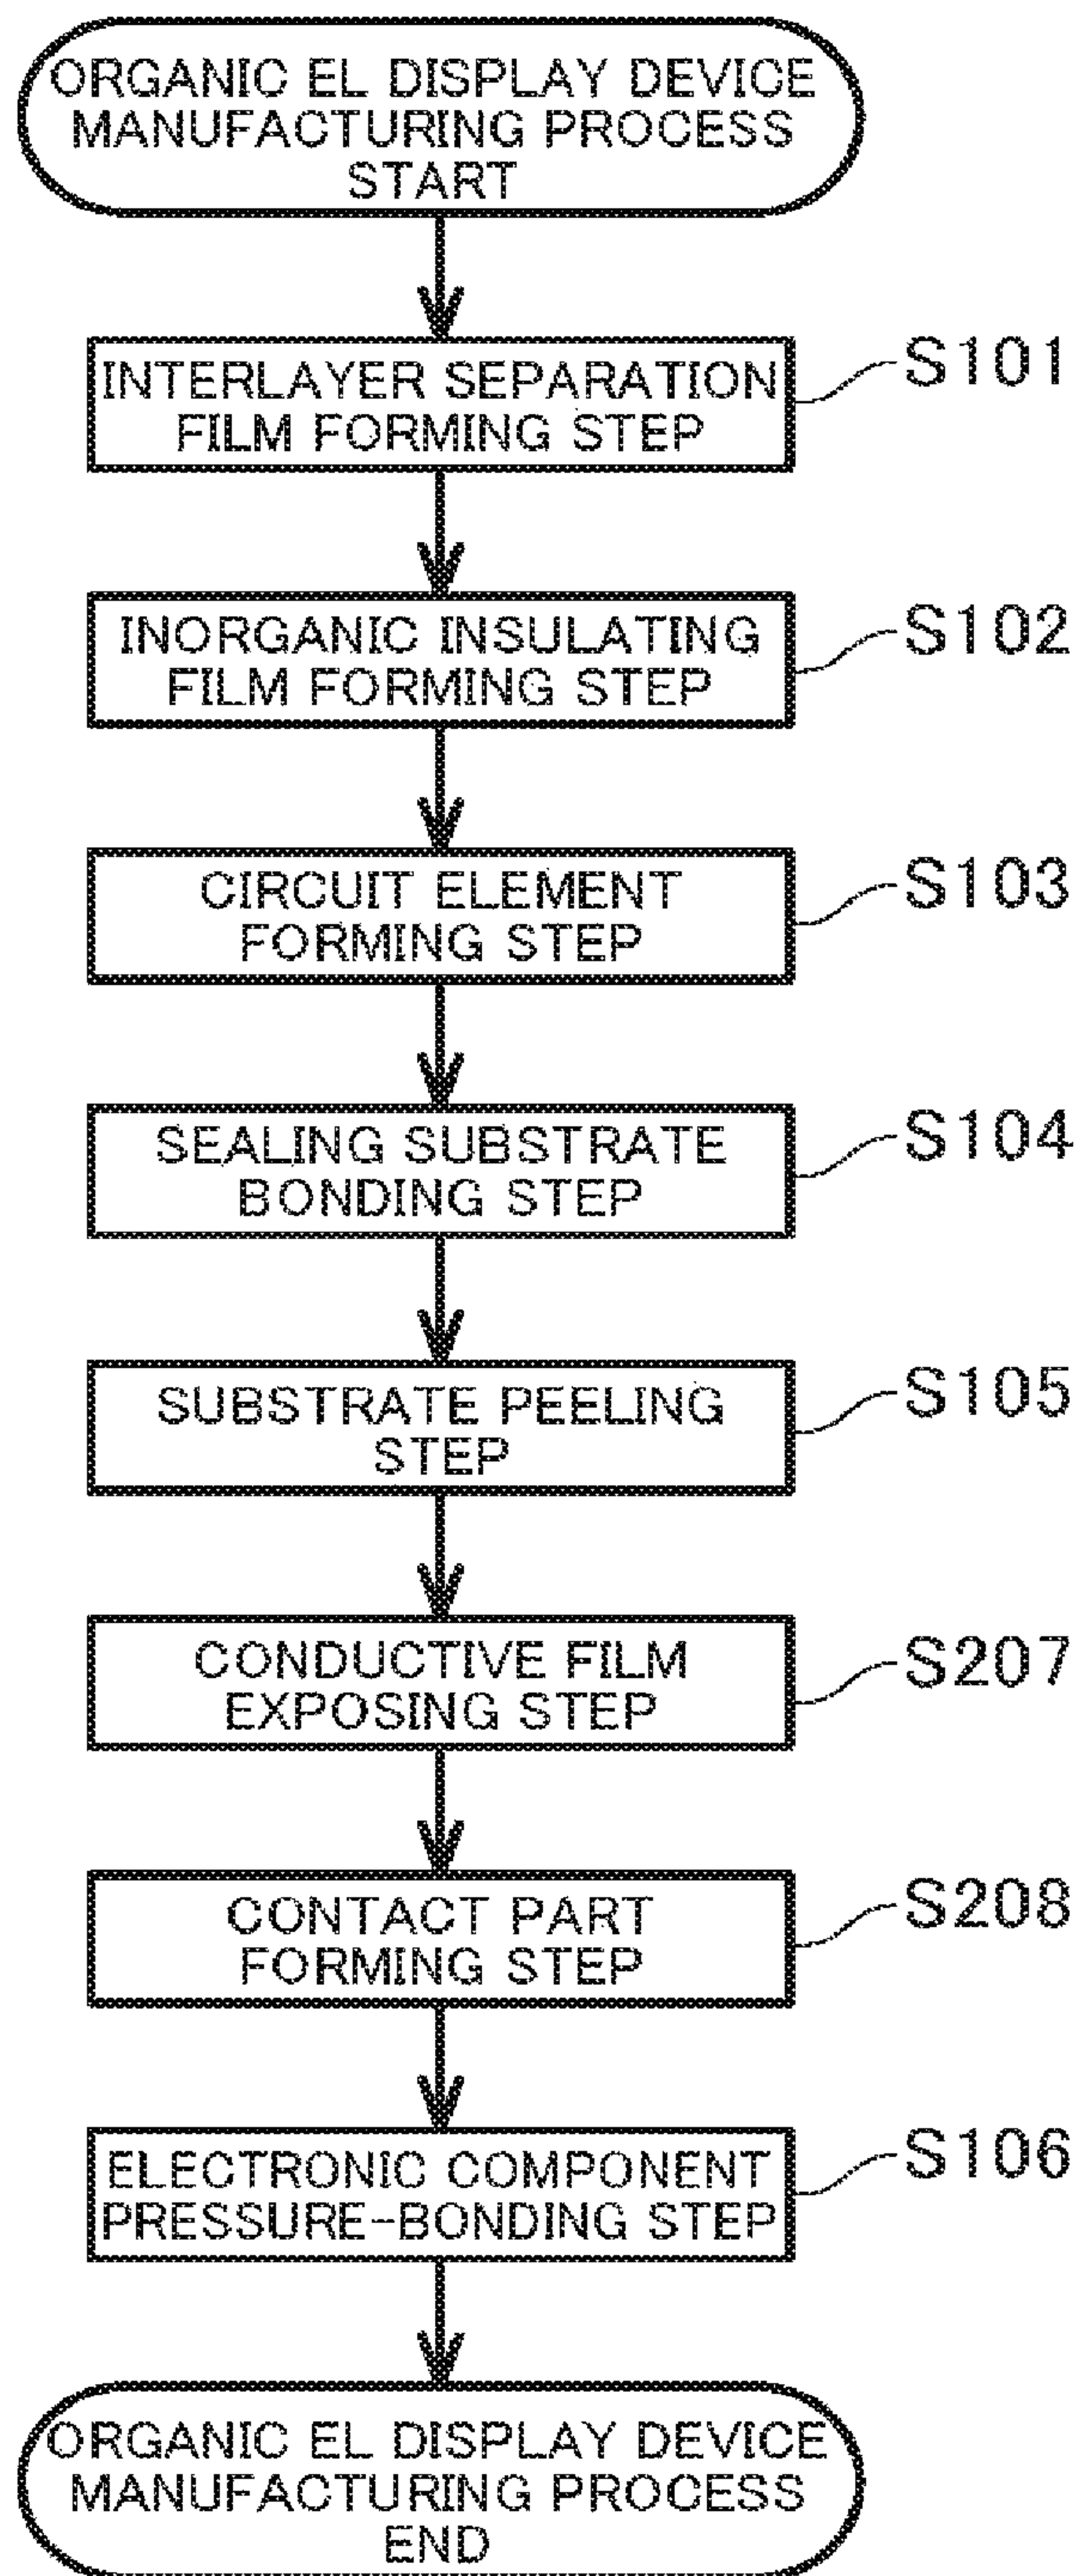 ORGANIC EL DISPLAY DEVICE
MANUFACTURING PROCESS
START
INTERLAYER SEPARATION
FILM FORMING STEP
S101
INORGANIC INSULATING
FILM FORMING STEP
S102
CIRCUIT ELEMENT
FORMING STEP
S103
SEALING SUBSTRATE
BONDING STEP
S104
SUBSTRATE PEELING
STEP
S105
CONDUCTIVE FILM
EXPOSING STEP
S207
CONTACT PART
FORMING STEP
S208
ELECTRONIC COMPONENT
PRESSURE-BONDING STEP
S106
ORGANIC EL DISPLAY DEVICE
MANUFACTURING PROCESS
END